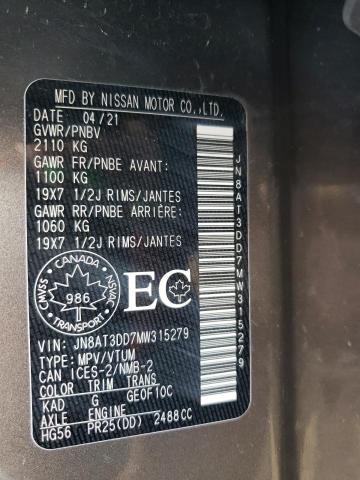 MFD BY NISSAN MOTOR CO.,LTD.
DATE 04/21
GVWR/PNBV
2110 KG
GAWR FR/PNBE AVANT:
1100 KG
19X7 1/2J RIMS/JANTES
GAWR RR/PNBE ARRIÈRE:
1060 KG
19X7 1/2J RIMS/JANTES
CANADA
CMVSS
NSVAC
986
TRANSPORT
EC
VIN: JN8AT3DD7MW315279
TYPE: MPV/VTUM
CAN ICES-2/NMB-2
COLOR TRIM TRANS
KAD G GE0F10C
AXLE ENGINE
HG56 PR25(DD) 2488CC
JN8AT3DD7MW315279